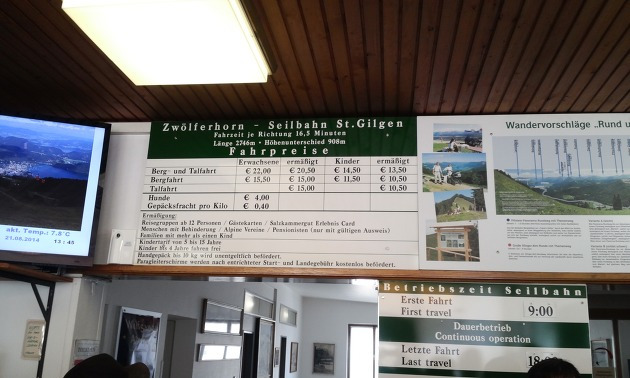 Zwölferhorn - Seilbahn St.Gilgen
Fahrzeit je Richtung 16,5 Minuten
Länge 2746m · Höhenunterschied 908m
Fahrpreise
Erwachsene ermäßigt Kinder ermäßigt
Berg- und Talfahrt € 22,00 € 20,50 € 14,50 € 13,50
Bergfahrt € 15,50 € 15,00 € 11,50 € 10,50
Talfahrt € 15,00 € 10,50
Hunde € 4,00
Gepäcksfracht pro Kilo € 0,40
Ermäßigung:
Reisegruppen ab 12 Personen / Gästekarten / Salzkammergut Erlebnis Card
Menschen mit Behinderung / Alpine Vereine / Pensionisten (nur mit gültigen Ausweis)
Familien mit mehr als einen Kind
Kindertarif von 5 bis 15 Jahre
Kinder bis 4 Jahre fahren frei
Handgepäck bis 10 kg wird unentgeltlich befördert.
Paragleiterschirme werden nach entrichteter Start- und Landegebühr kostenlos befördert.
Wandervorschläge „Rund u
akt. Temp.: 7.8°C
21.08.2014 13:45
Betriebszeit Seilbahn
Erste Fahrt
First travel 9:00
Dauerbetrieb
Continuous operation
Letzte Fahrt
Last travel 18: